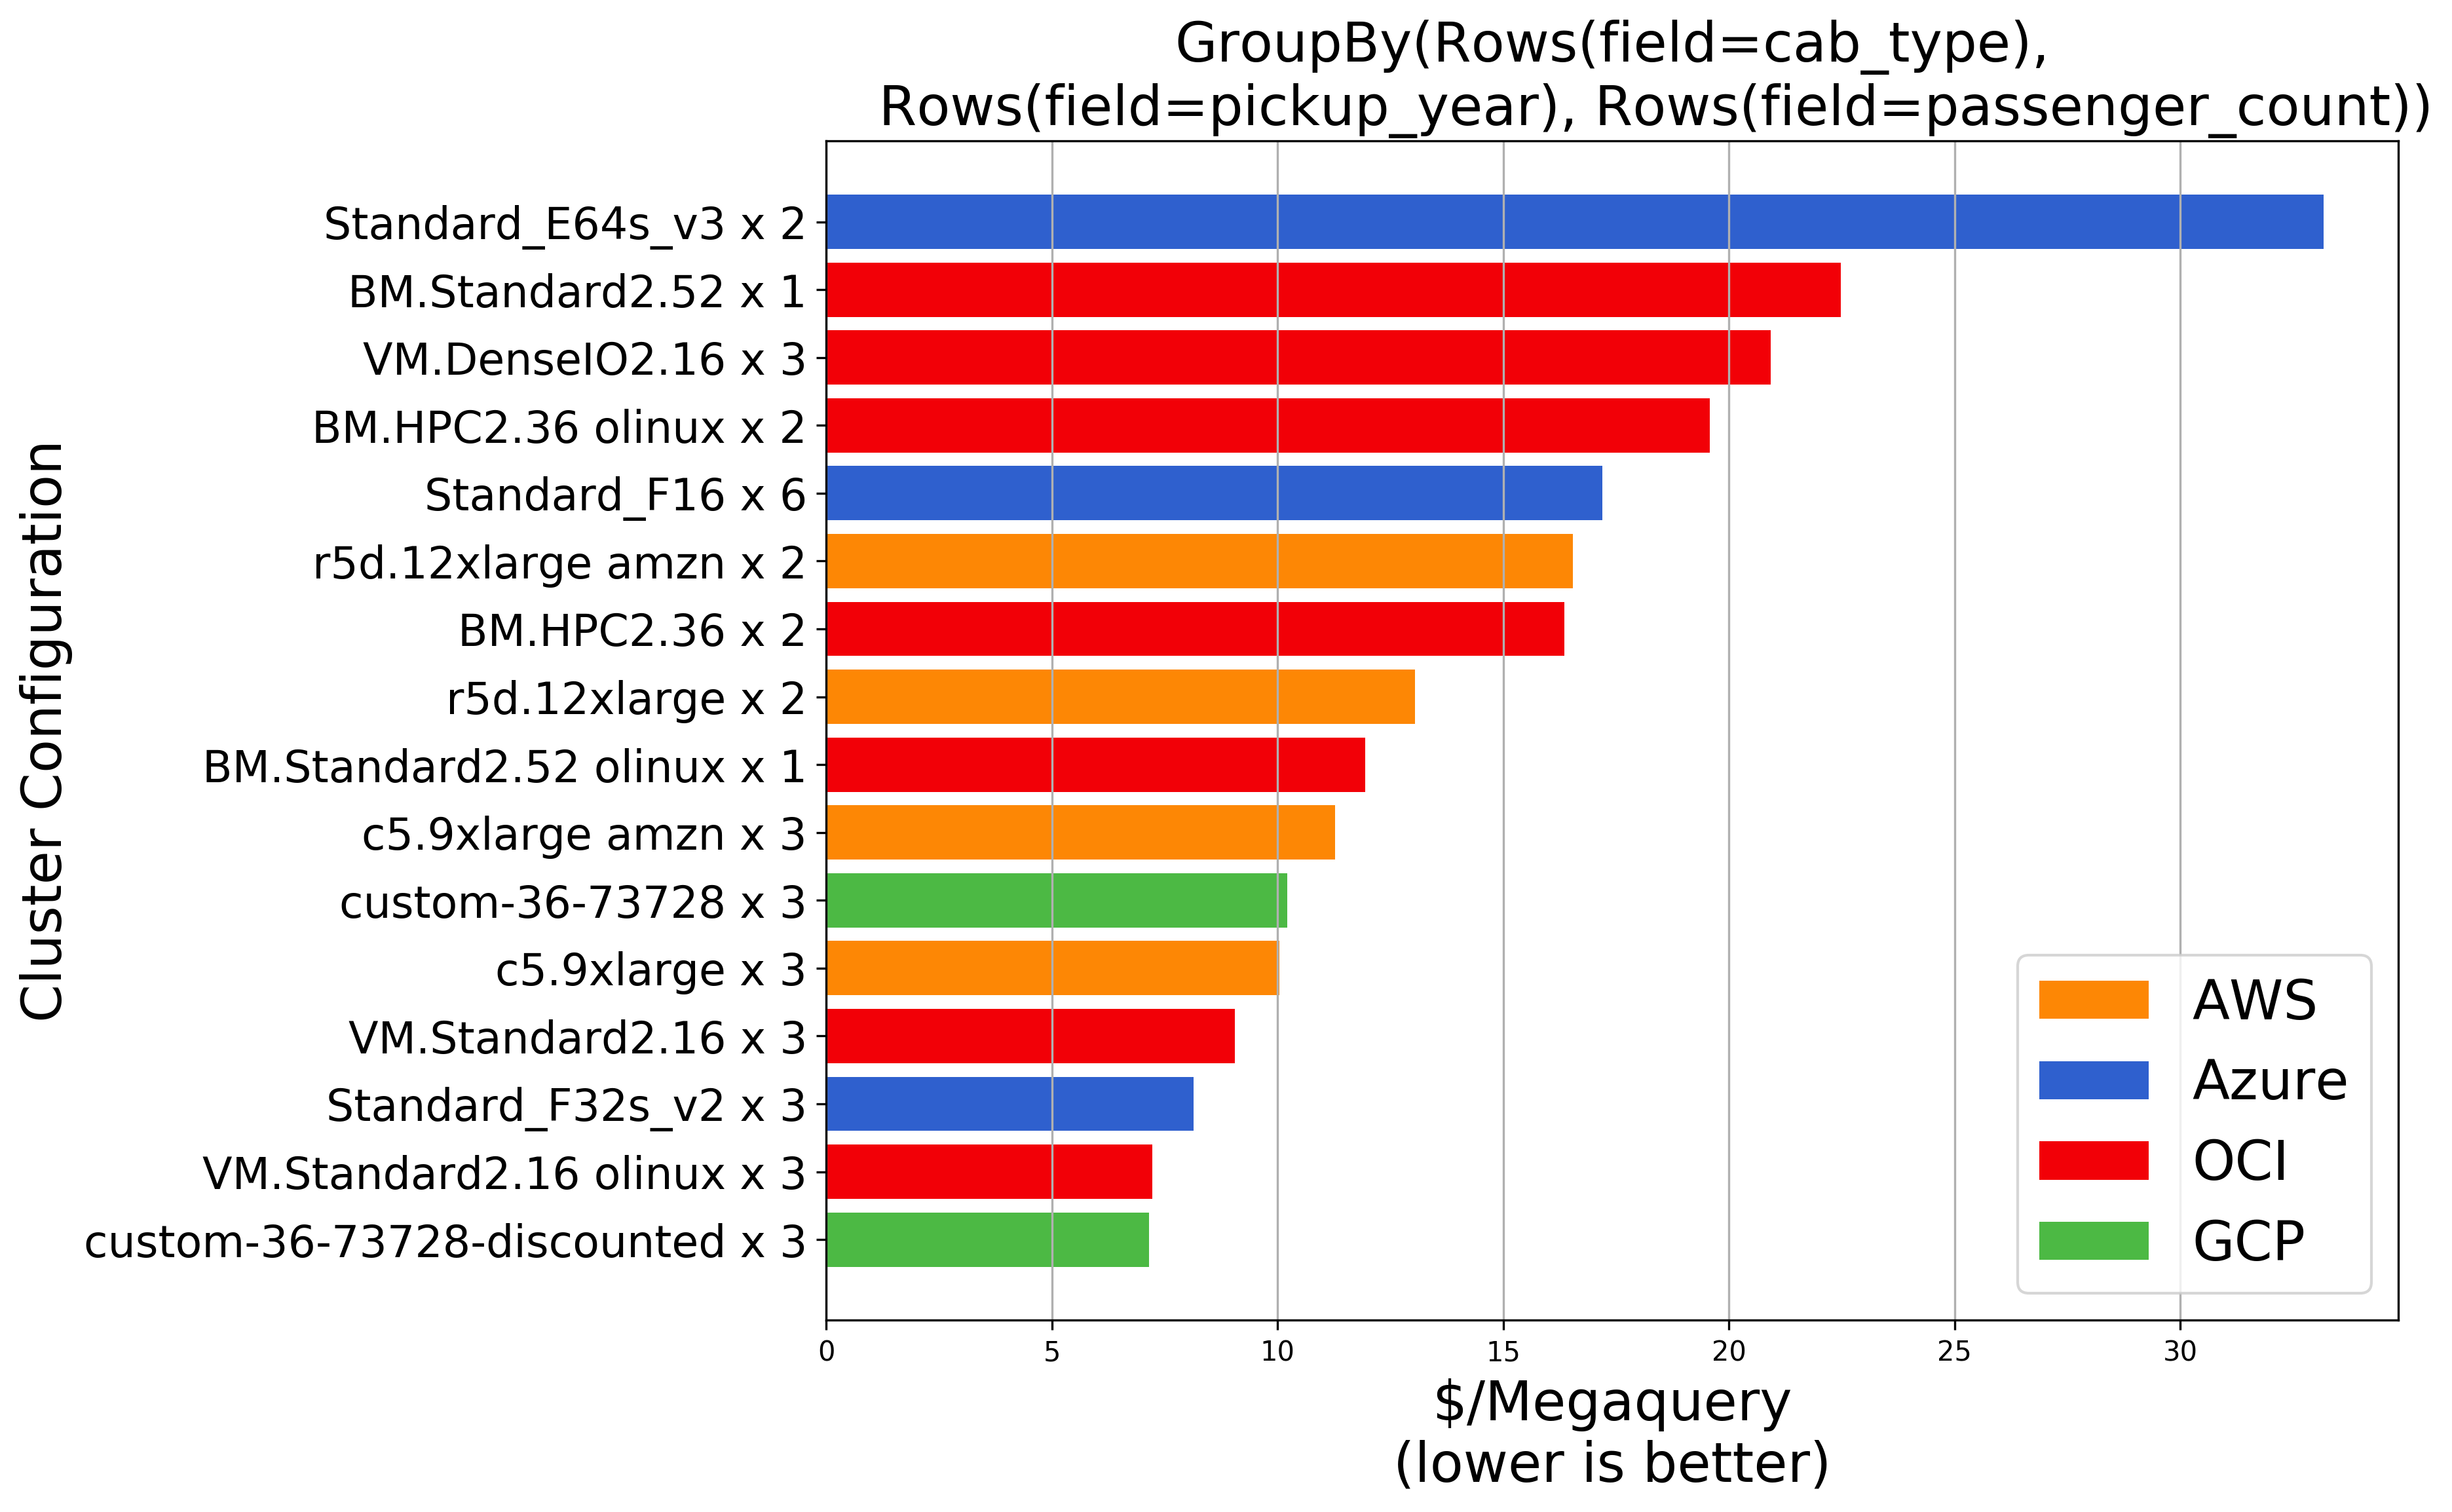 GroupBy(Rows(field=cab_type),
Rows(field=pickup_year), Rows(field=passenger_count))
Cluster Configuration
Standard_E64s_v3 x 2
BM.Standard2.52 x 1
VM.DenseIO2.16 x 3
BM.HPC2.36 olinux x 2
Standard_F16 x 6
r5d.12xlarge amzn x 2
BM.HPC2.36 x 2
r5d.12xlarge x 2
BM.Standard2.52 olinux x 1
c5.9xlarge amzn x 3
custom-36-73728 x 3
c5.9xlarge x 3
VM.Standard2.16 x 3
Standard_F32s_v2 x 3
VM.Standard2.16 olinux x 3
custom-36-73728-discounted x 3
AWS
Azure
OCI
GCP
0 5 10 15 20 25 30
$/Megaquery
(lower is better)